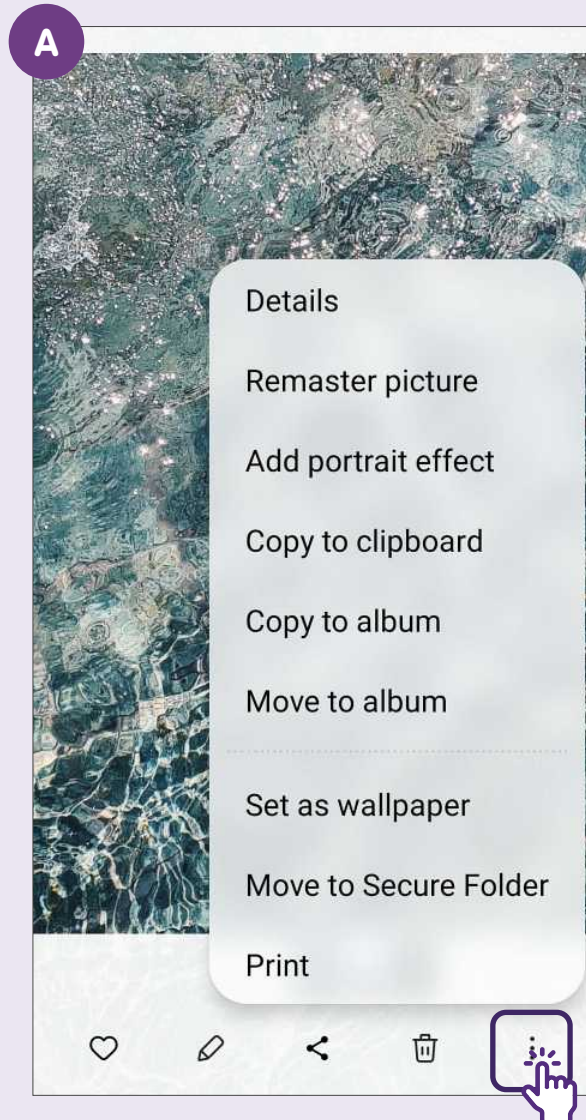 A
Details
Remaster picture
Add portrait effect
Copy to clipboard
Copy to album
Move to album
Set as wallpaper
Move to Secure Folder
Print